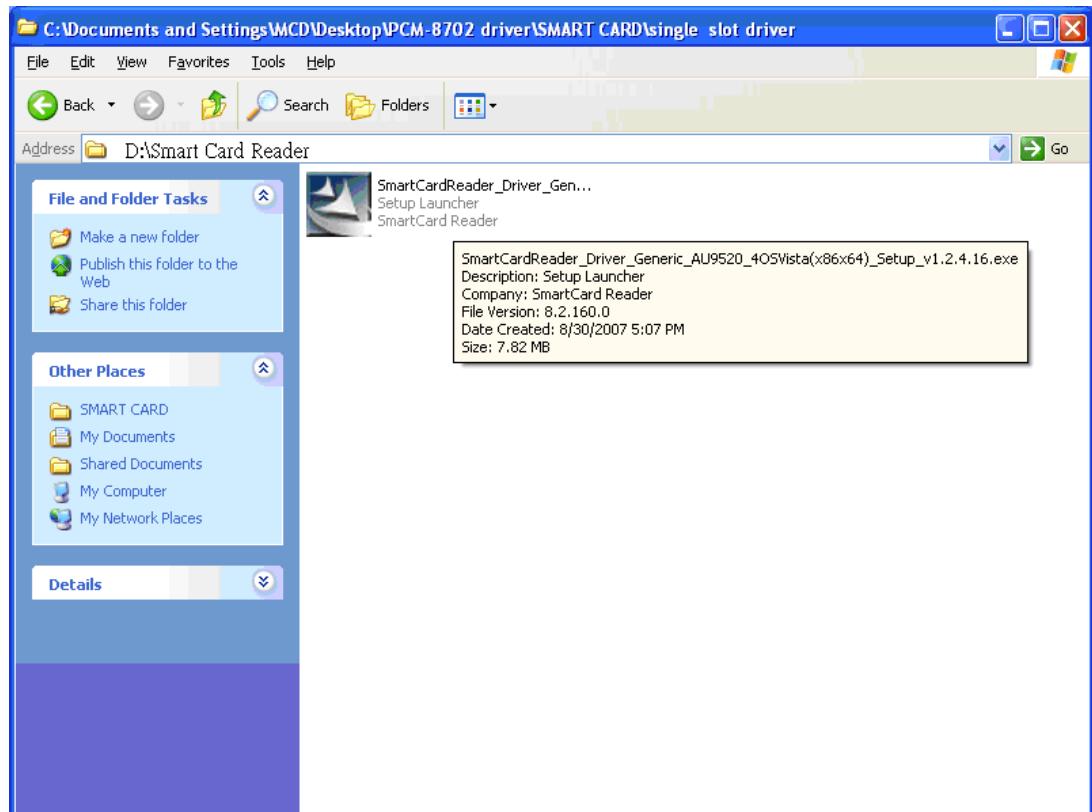 C:\Documents and Settings\MCD\Desktop\PCM-8702 driver\SMART CARD\single slot driver
File Edit View Favorites Tools Help
Back Search Folders
Address D:\Smart Card Reader Go
File and Folder Tasks
Make a new folder
Publish this folder to the
Web
Share this folder
Other Places
SMART CARD
My Documents
Shared Documents
My Computer
My Network Places
Details
SmartCardReader_Driver_Gen...
Setup Launcher
SmartCard Reader
SmartCardReader_Driver_Generic_AU9520_4OSVista(x86x64)_Setup_v1.2.4.16.exe
Description: Setup Launcher
Company: SmartCard Reader
File Version: 8.2.160.0
Date Created: 8/30/2007 5:07 PM
Size: 7.82 MB